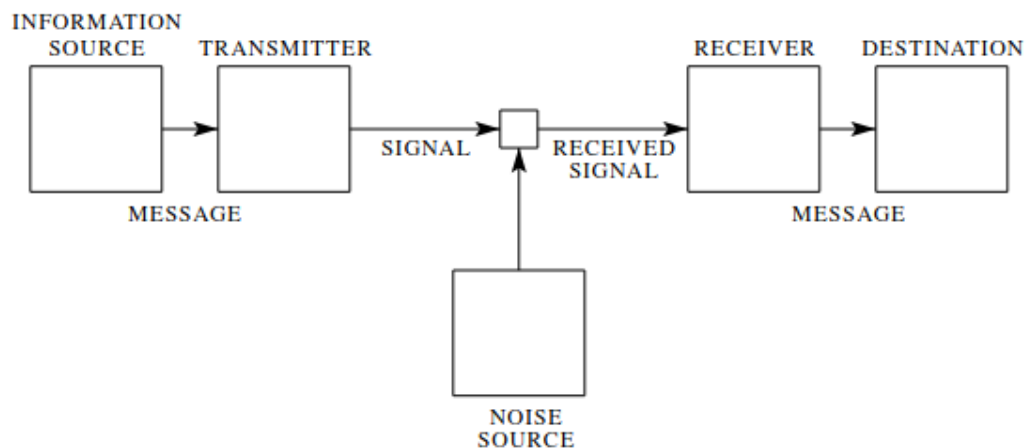 INFORMATION
SOURCE
TRANSMITTER
RECEIVER
DESTINATION
SIGNAL
RECEIVED
SIGNAL
MESSAGE
MESSAGE
NOISE
SOURCE